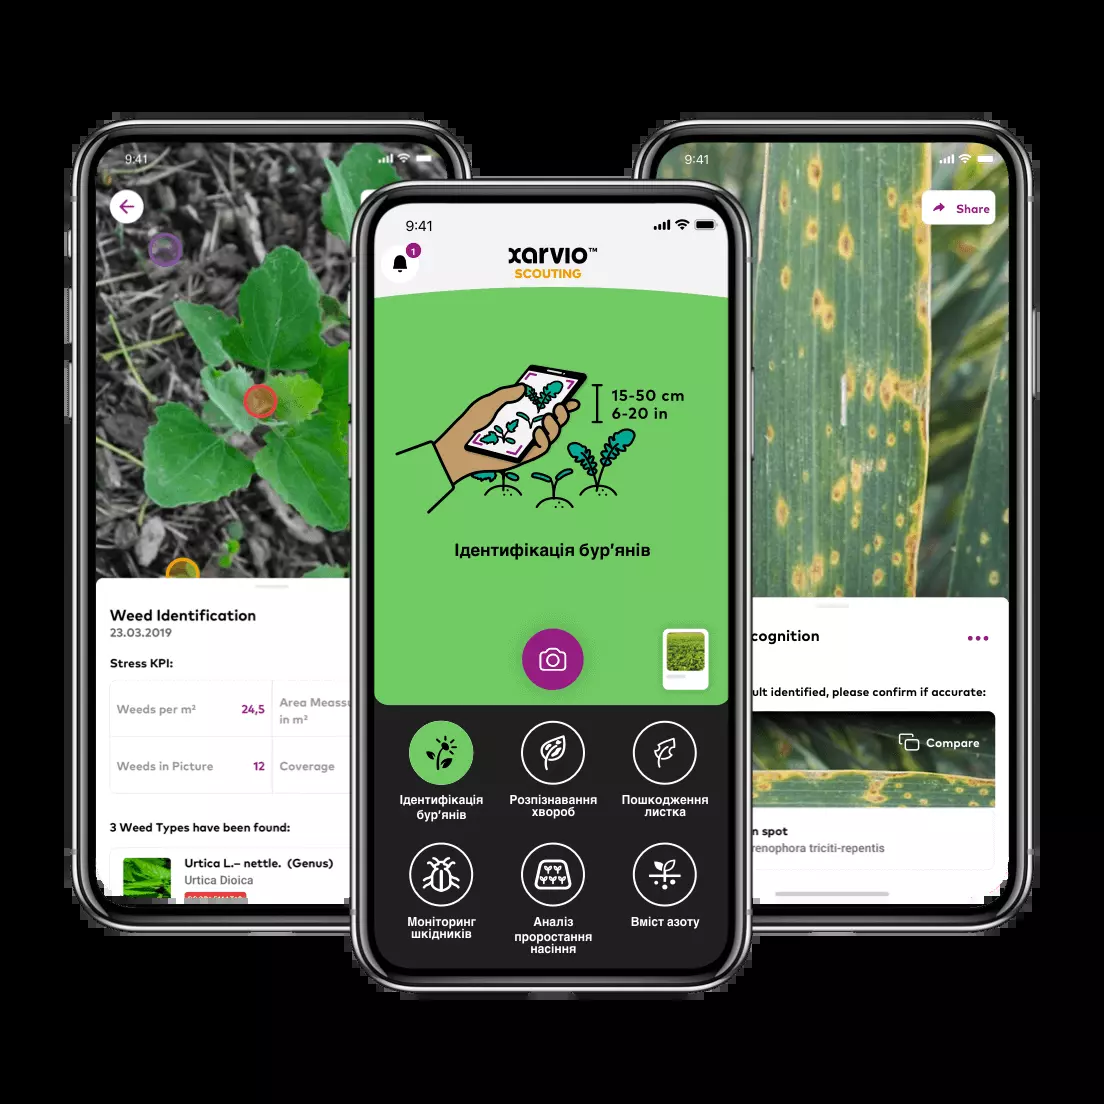 9:41
Weed Identification
23.03.2019
Stress KPI:
Weeds per m² 24,5
Area Meassu
in m²
Weeds in Picture 12
Coverage
3 Weed Types have been found:
Urtica L.– nettle. (Genus)
Urtica Dioica
9:41
1
xarvio™
SCOUTING
15-50 cm
6-20 in
Ідентифікація бур’янів
Ідентифікація
бур’янів
Розпізнавання
хвороб
Пошкодження
листка
Моніторинг
шкідників
Аналіз
проростання
насіння
Вміст азоту
9:41
Share
cognition
ult identified, please confirm if accurate:
Compare
n spot
renophora triciti-repentis